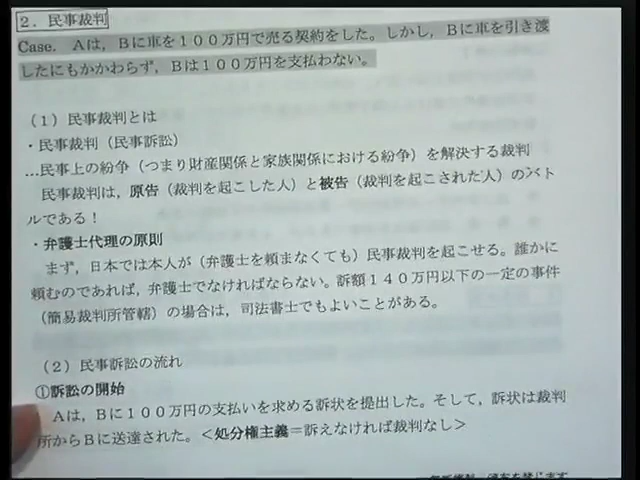 2．民事裁判
Case. Aは，Bに車を100万円で売る契約をした。しかし，Bに車を引き渡
したにもかかわらず，Bは100万円を支払わない。
（1）民事裁判とは
・民事裁判（民事訴訟）
…民事上の紛争（つまり財産関係と家族関係における紛争）を解決する裁判
民事裁判は，原告（裁判を起こした人）と被告（裁判を起こされた人）のバト
ルである！
・弁護士代理の原則
まず，日本では本人が（弁護士を頼まなくても）民事裁判を起こせる。誰かに
頼むのであれば，弁護士でなければならない。訴額140万円以下の一定の事件
（簡易裁判所管轄）の場合は，司法書士でもよいことがある。
（2）民事訴訟の流れ
①訴訟の開始
Aは，Bに100万円の支払いを求める訴状を提出した。そして，訴状は裁判
所からBに送達された。＜処分権主義＝訴えなければ裁判なし＞